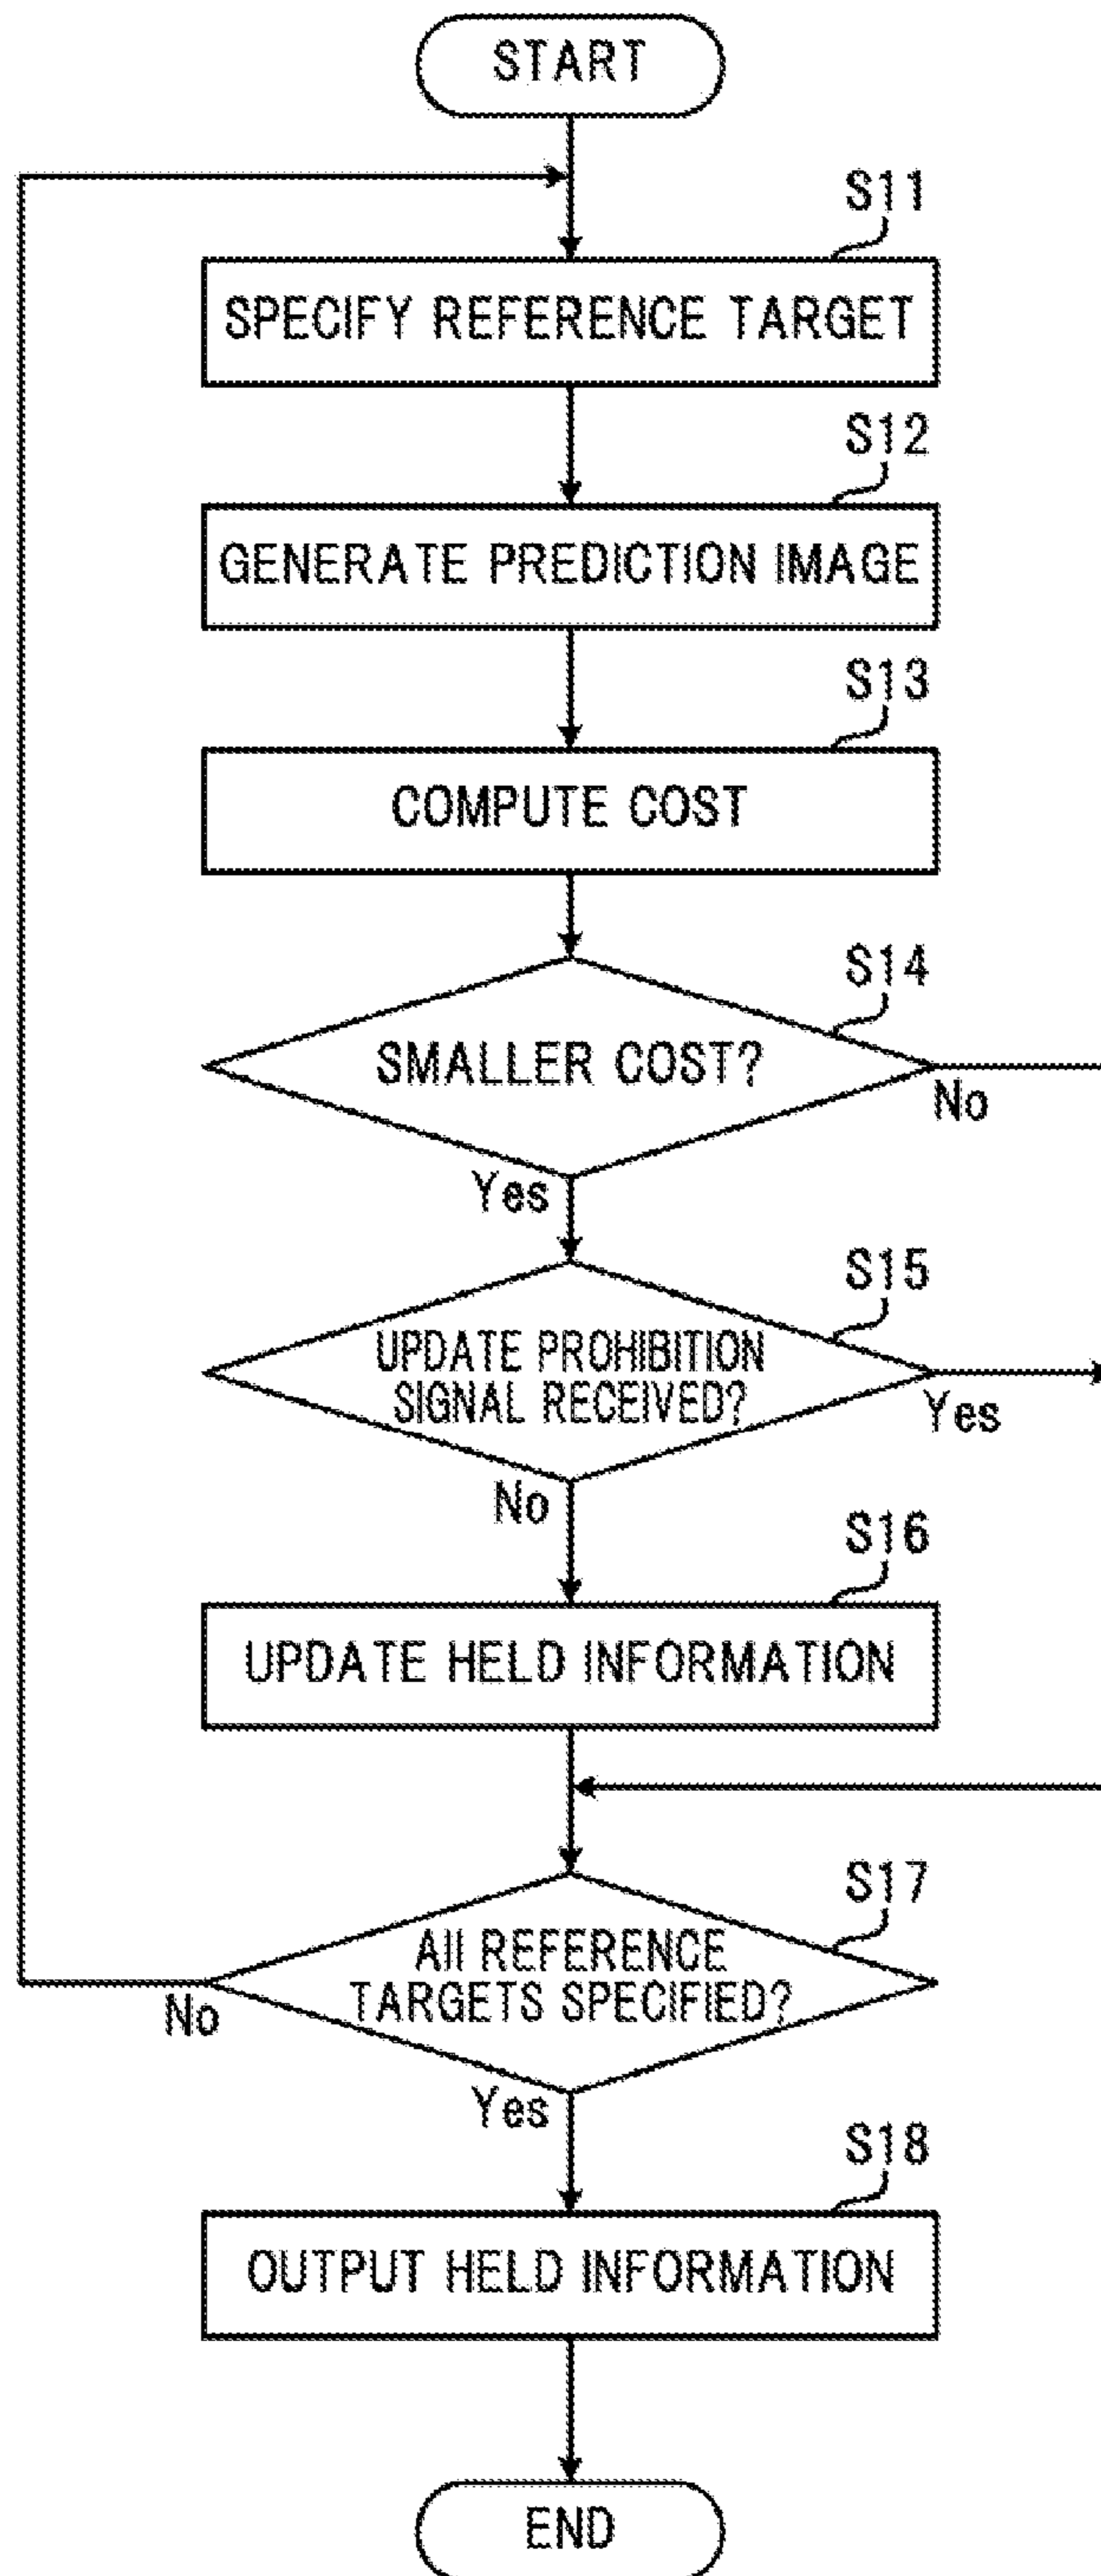 START
S11
SPECIFY REFERENCE TARGET
S12
GENERATE PREDICTION IMAGE
S13
COMPUTE COST
S14
SMALLER COST?
No
Yes
S15
UPDATE PROHIBITION
SIGNAL RECEIVED?
Yes
No
S16
UPDATE HELD INFORMATION
S17
All REFERENCE
TARGETS SPECIFIED?
No
Yes
S18
OUTPUT HELD INFORMATION
END